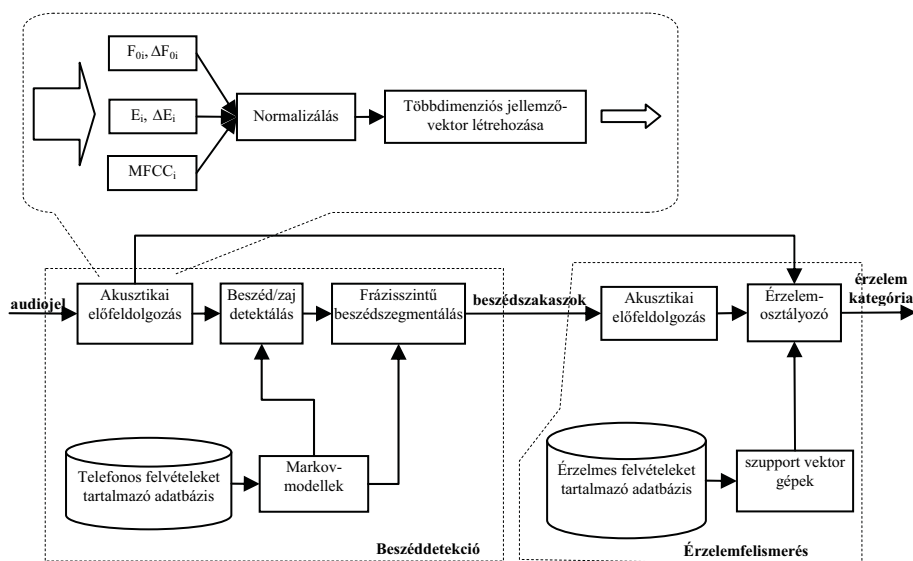 F0i, ΔF0i
Ei, ΔEi
MFCCi
Normalizálás
Többdimenziós jellemző-
vektor létrehozása
audiojel
Akusztikai
előfeldolgozás
Beszéd/zaj
detektálás
Frázisszintű
beszédszegmentálás
beszédszakaszok
Akusztikai
előfeldolgozás
Érzelem-
osztályozó
érzelem
kategória
Telefonos felvételeket
tartalmazó adatbázis
Markov-
modellek
Érzelmes felvételeket
tartalmazó adatbázis
szupport vektor
gépek
Beszéddetekció
Érzelemfelismerés